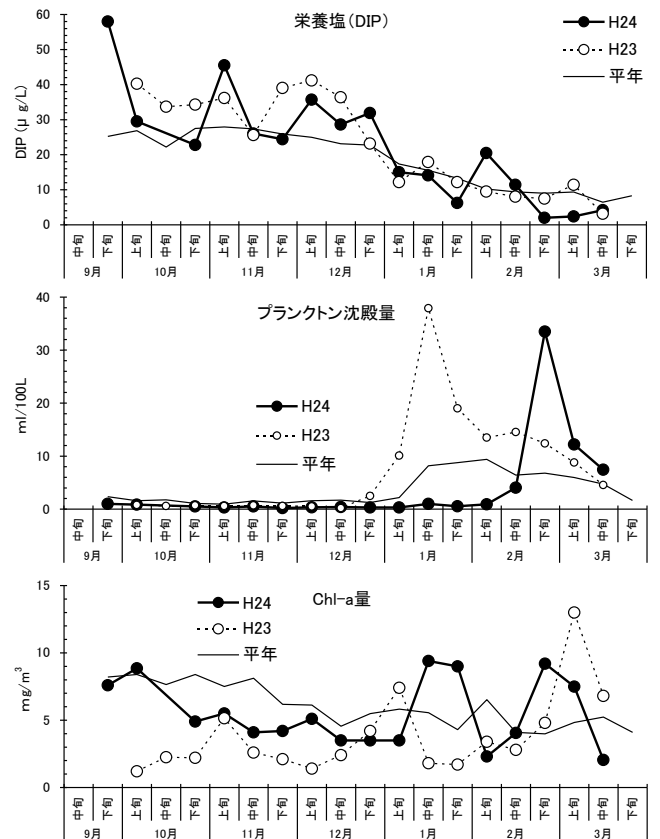 栄養塩(DIP)
H24
H23
平年
DIP (μ g/L)
60
50
40
30
20
10
0
中旬 下旬 上旬 中旬 下旬 上旬 中旬 下旬 上旬 中旬 下旬 上旬 中旬 下旬 上旬 中旬 下旬 上旬 中旬 下旬
9月 10月 11月 12月 1月 2月 3月
プランクトン沈殿量
H24
H23
平年
ml/100L
40
30
20
10
0
中旬 下旬 上旬 中旬 下旬 上旬 中旬 下旬 上旬 中旬 下旬 上旬 中旬 下旬 上旬 中旬 下旬 上旬 中旬 下旬
9月 10月 11月 12月 1月 2月 3月
Chl-a量
H24
H23
平年
mg/m³
15
10
5
0
中旬 下旬 上旬 中旬 下旬 上旬 中旬 下旬 上旬 中旬 下旬 上旬 中旬 下旬 上旬 中旬 下旬 上旬 中旬 下旬
9月 10月 11月 12月 1月 2月 3月